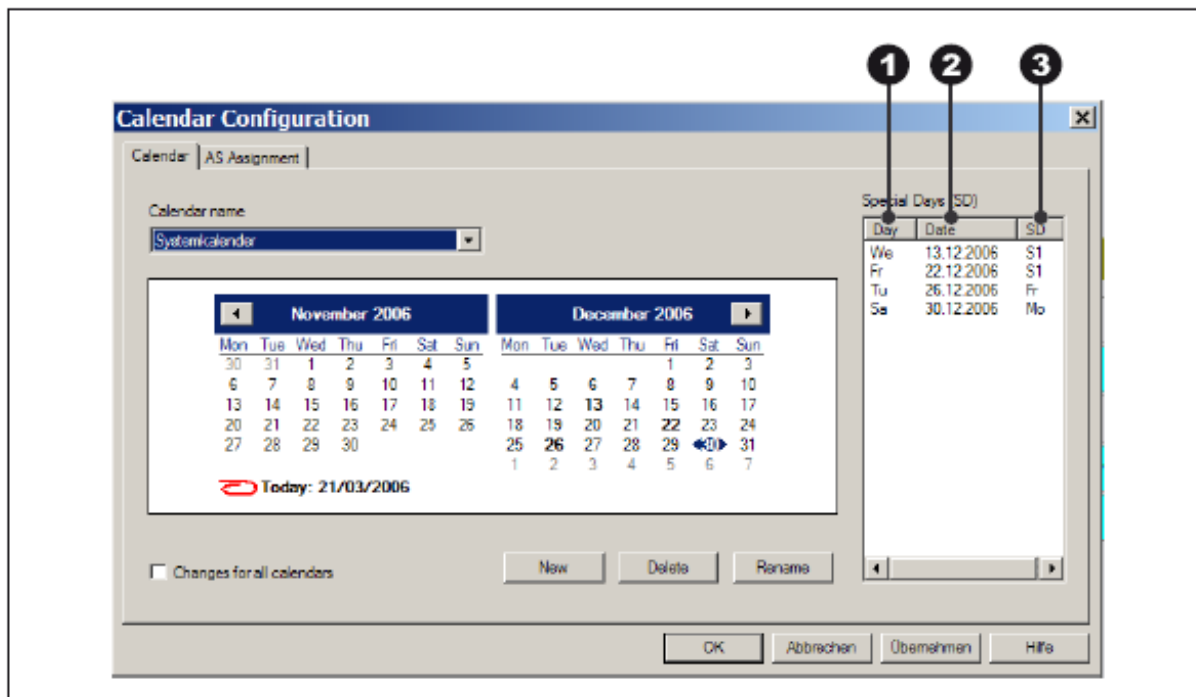 1 2 3
Calendar Configuration
Calendar AS Assignment
Calendar name
Systemkalender
Special Days (SD)
Day Date SD
We 13.12.2006 S1
Fr 22.12.2006 S1
Tu 26.12.2006 Fr
Sa 30.12.2006 Mo
November 2006 December 2006
Mon Tue Wed Thu Fri Sat Sun Mon Tue Wed Thu Fri Sat Sun
30 31 1 2 3 4 5 1 2 3
6 7 8 9 10 11 12 4 5 6 7 8 9 10
13 14 15 16 17 18 19 11 12 13 14 15 16 17
20 21 22 23 24 25 26 18 19 20 21 22 23 24
27 28 29 30 25 26 27 28 29 30 31
1 2 3 4 5 6 7
Today: 21/03/2006
Changes for all calendars
New Delete Rename
OK Abbrechen Übernehmen Hilfe